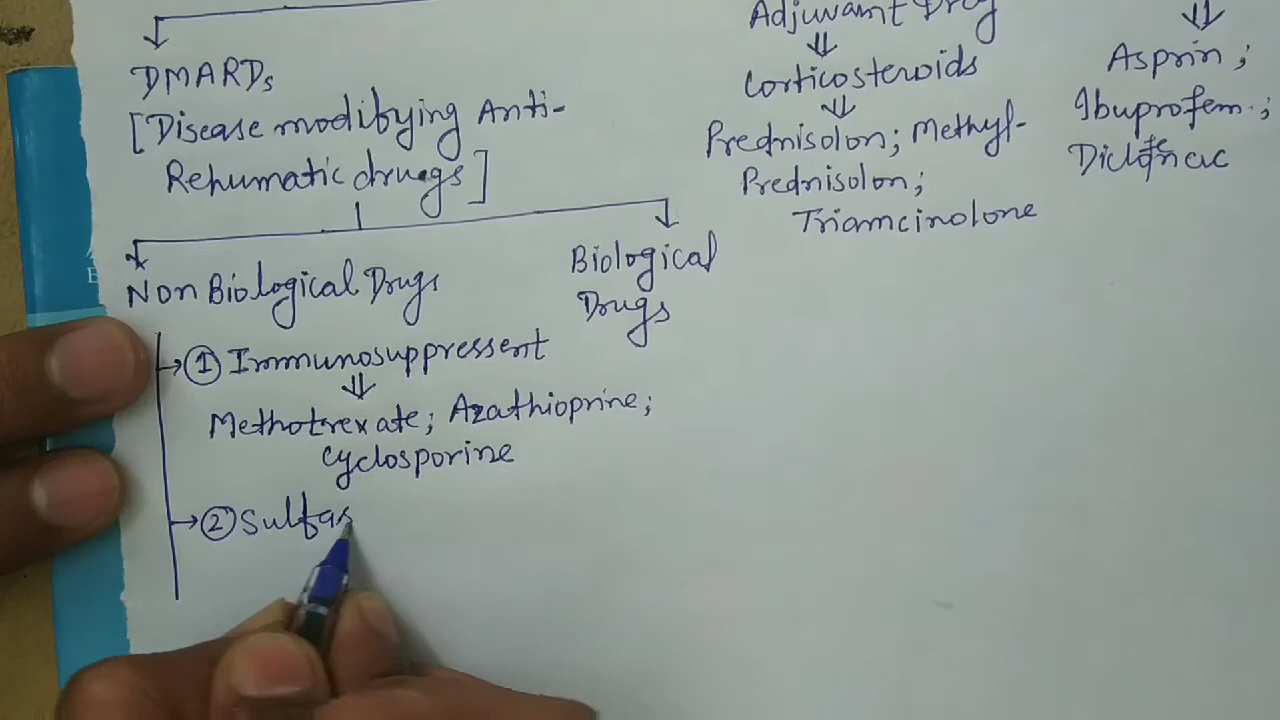 DMARDs
[Disease modifying Anti-
Rehumatic drugs]
Non Biological Drugs
Biological
Drugs
① Immunosuppressent
Methotrexate; Azathioprine;
cyclosporine
② Sulfas
Adjuvant Drug
Corticosteroids
Prednisolon; Methyl-
Prednisolon;
Triamcinolone
Asprin;
Ibuprofen;
Diclofenac